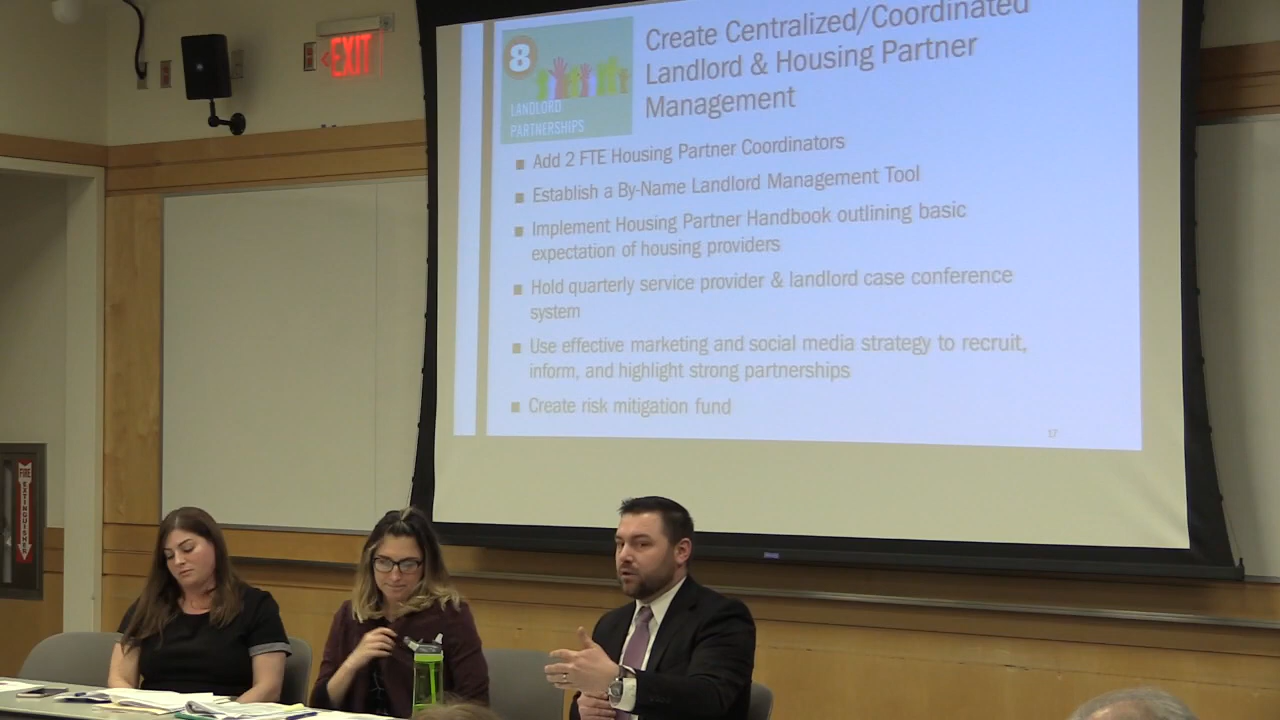 EXIT
8
LANDLORD
PARTNERSHIPS
Create Centralized/Coordinated
Landlord & Housing Partner
Management
■ Add 2 FTE Housing Partner Coordinators
■ Establish a By-Name Landlord Management Tool
■ Implement Housing Partner Handbook outlining basic
expectation of housing providers
■ Hold quarterly service provider & landlord case conference
system
■ Use effective marketing and social media strategy to recruit,
inform, and highlight strong partnerships
■ Create risk mitigation fund
17
FIRE
EXTINGUISHER